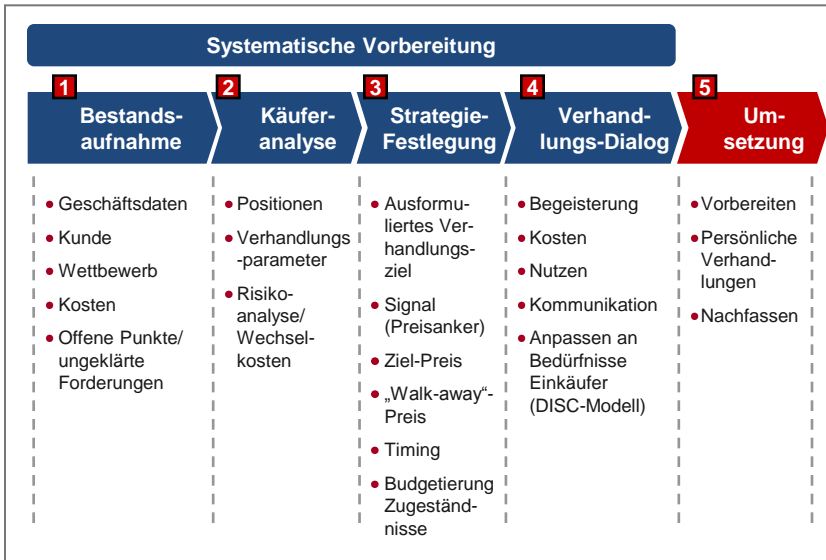 Systematische Vorbereitung
1
Bestands-
aufnahme
2
Käufer-
analyse
3
Strategie-
Festlegung
4
Verhand-
lungs-Dialog
5
Um-
setzung
• Geschäftsdaten
• Kunde
• Wettbewerb
• Kosten
• Offene Punkte/
ungeklärte
Forderungen
• Positionen
• Verhandlungs
-parameter
• Risiko-
analyse/
Wechsel-
kosten
• Ausformu-
liertes Ver-
handlungs-
ziel
• Signal
(Preisanker)
• Ziel-Preis
• „Walk-away“-
Preis
• Timing
• Budgetierung
Zugeständ-
nisse
• Begeisterung
• Kosten
• Nutzen
• Kommunikation
• Anpassen an
Bedürfnisse
Einkäufer
(DISC-Modell)
• Vorbereiten
• Persönliche
Verhand-
lungen
• Nachfassen